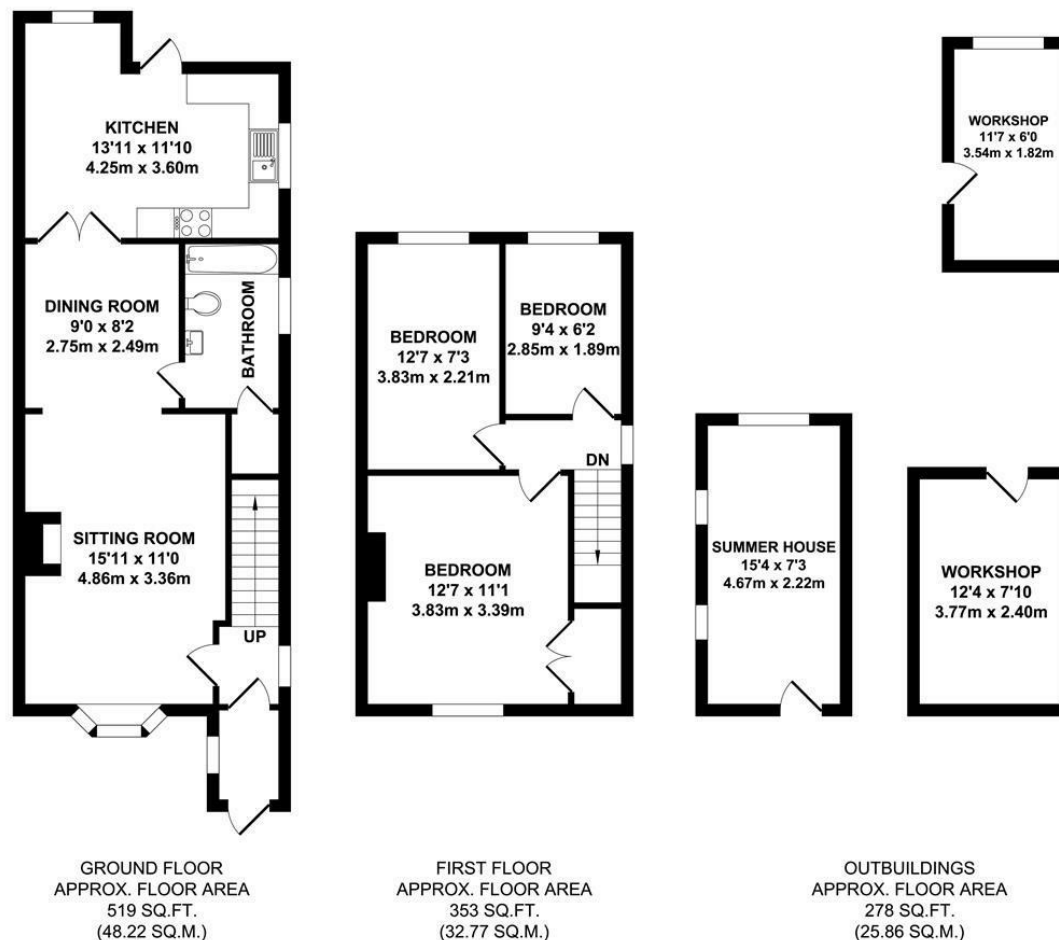 KITCHEN
13'11 x 11'10
4.25m x 3.60m
DINING ROOM
9'0 x 8'2
2.75m x 2.49m
BATHROOM
SITTING ROOM
15'11 x 11'0
4.86m x 3.36m
UP
GROUND FLOOR
APPROX. FLOOR AREA
519 SQ.FT.
(48.22 SQ.M.)
BEDROOM
12'7 x 7'3
3.83m x 2.21m
BEDROOM
9'4 x 6'2
2.85m x 1.89m
DN
BEDROOM
12'7 x 11'1
3.83m x 3.39m
FIRST FLOOR
APPROX. FLOOR AREA
353 SQ.FT.
(32.77 SQ.M.)
WORKSHOP
11'7 x 6'0
3.54m x 1.82m
SUMMER HOUSE
15'4 x 7'3
4.67m x 2.22m
WORKSHOP
12'4 x 7'10
3.77m x 2.40m
OUTBUILDINGS
APPROX. FLOOR AREA
278 SQ.FT.
(25.86 SQ.M.)